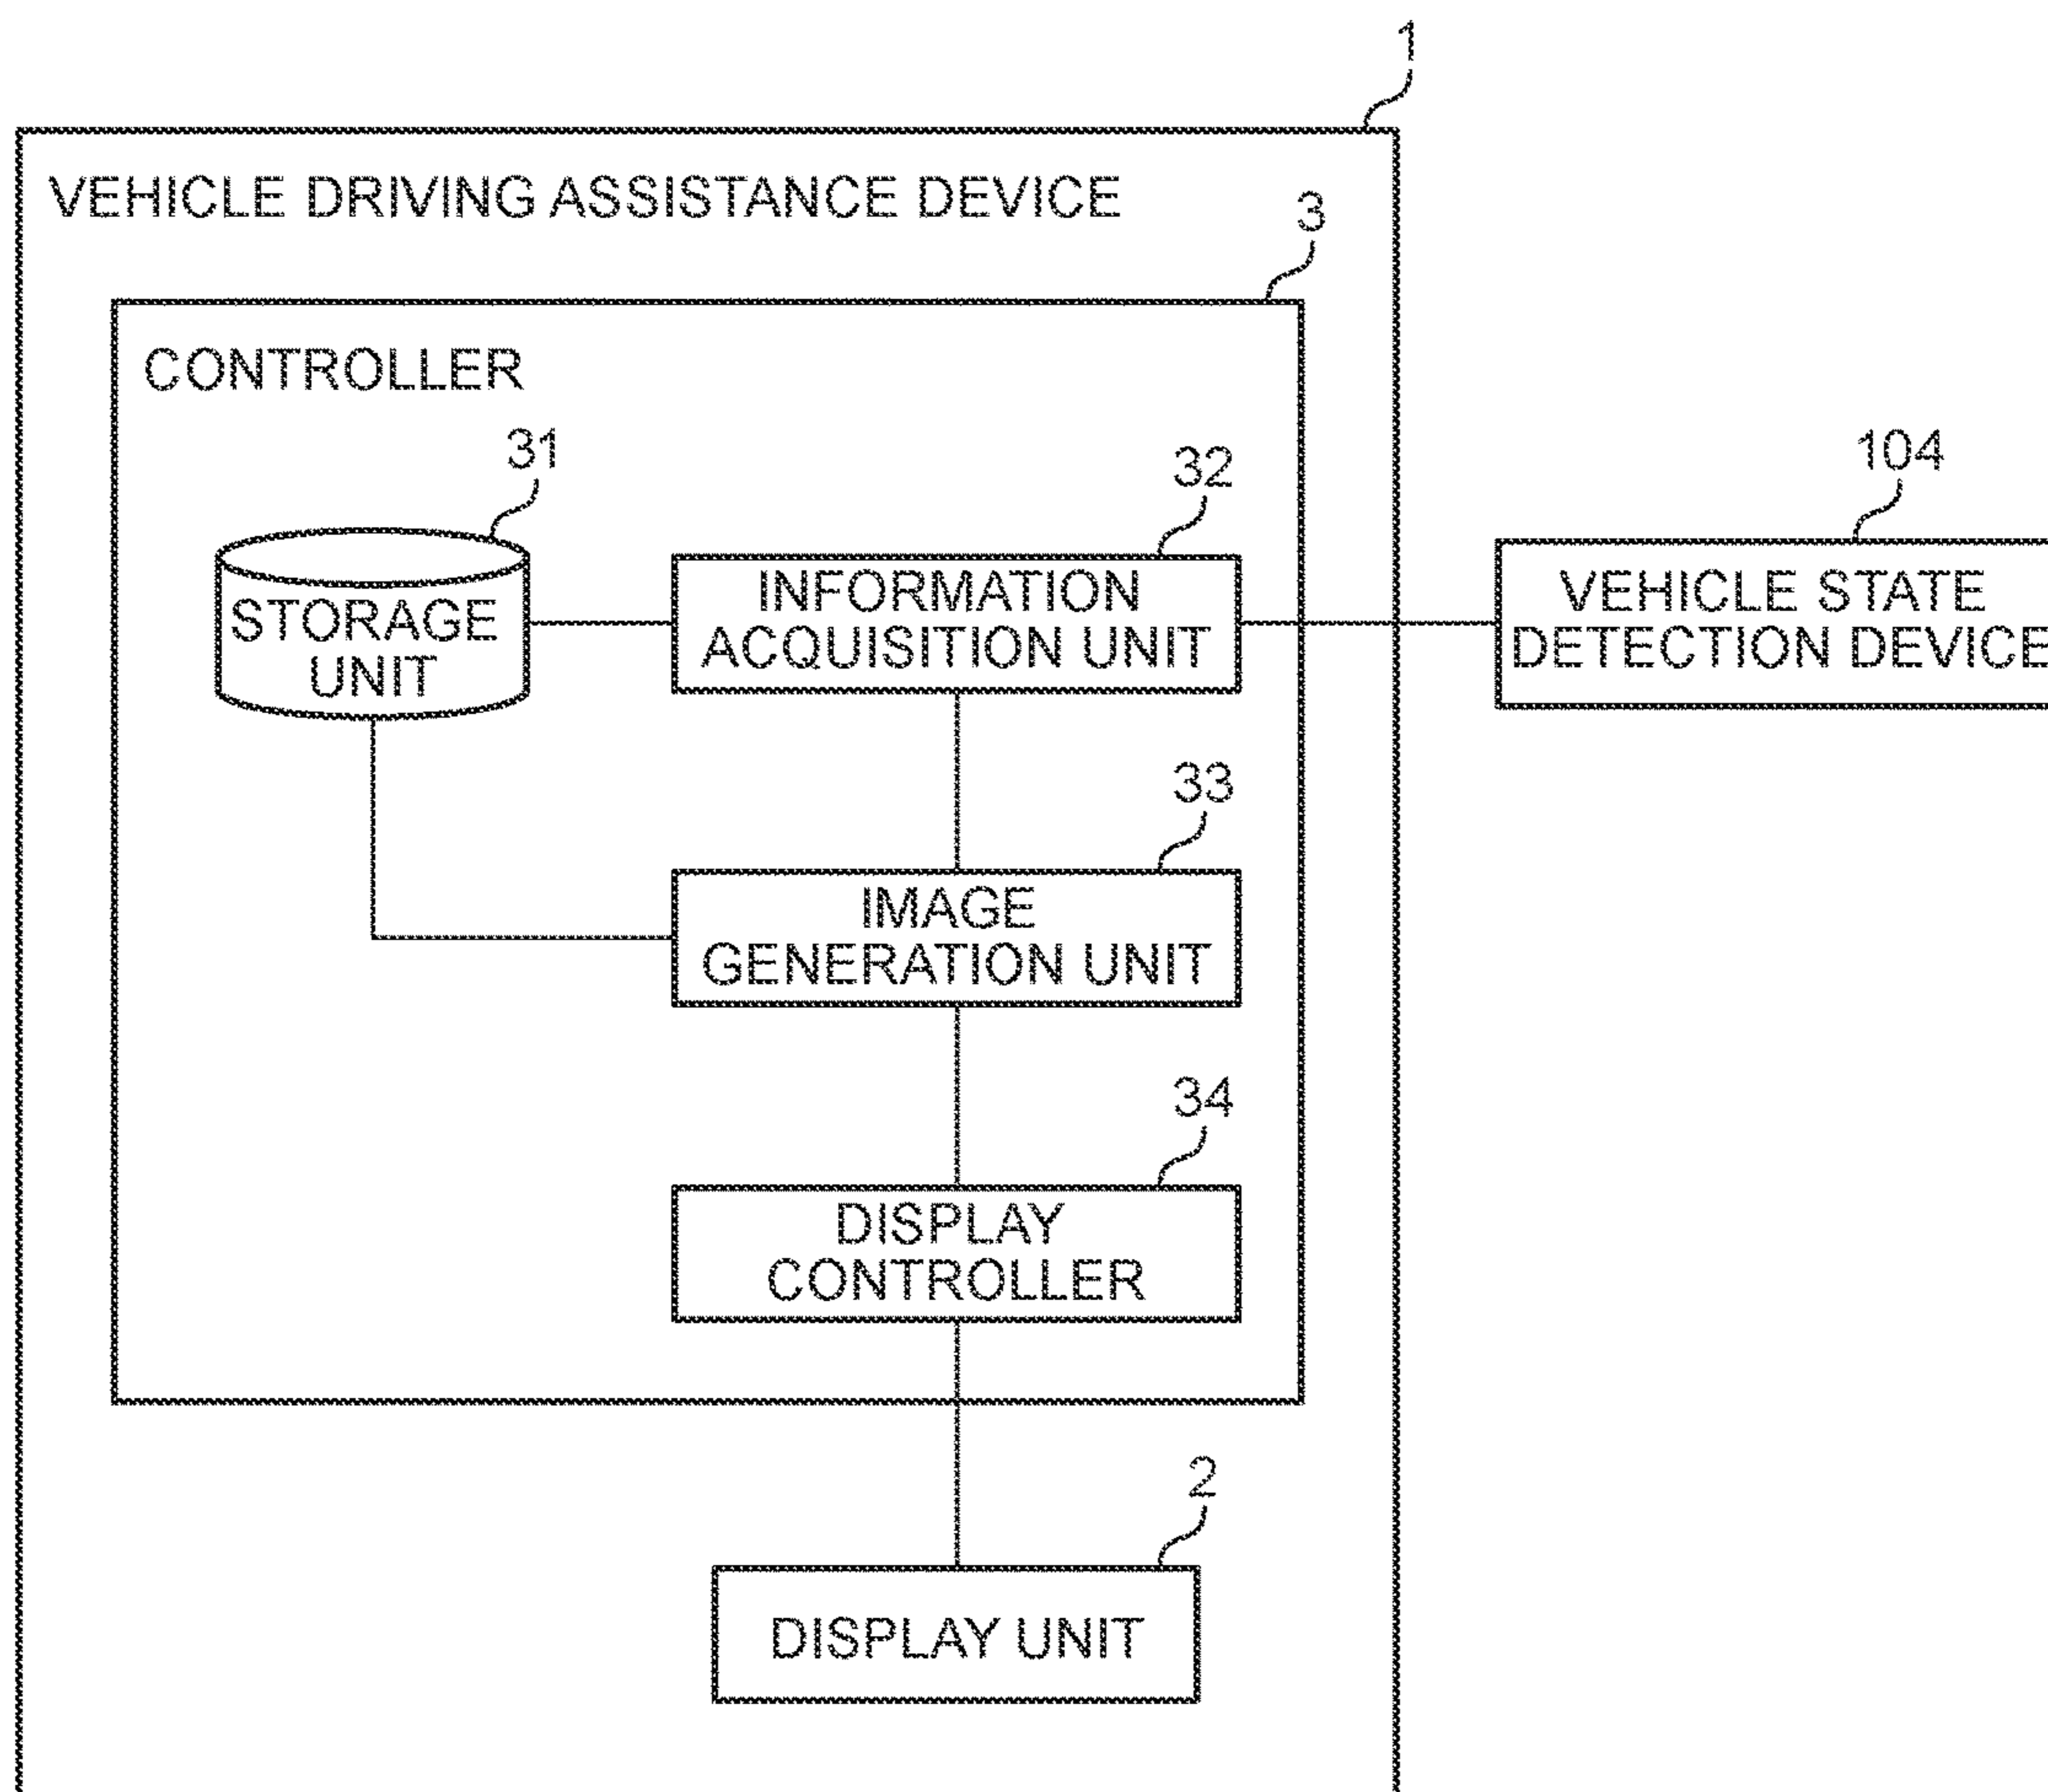 1
VEHICLE DRIVING ASSISTANCE DEVICE
3
CONTROLLER
31
32
104
STORAGE
UNIT
INFORMATION
ACQUISITION UNIT
VEHICLE STATE
DETECTION DEVICE
33
IMAGE
GENERATION UNIT
34
DISPLAY
CONTROLLER
2
DISPLAY UNIT